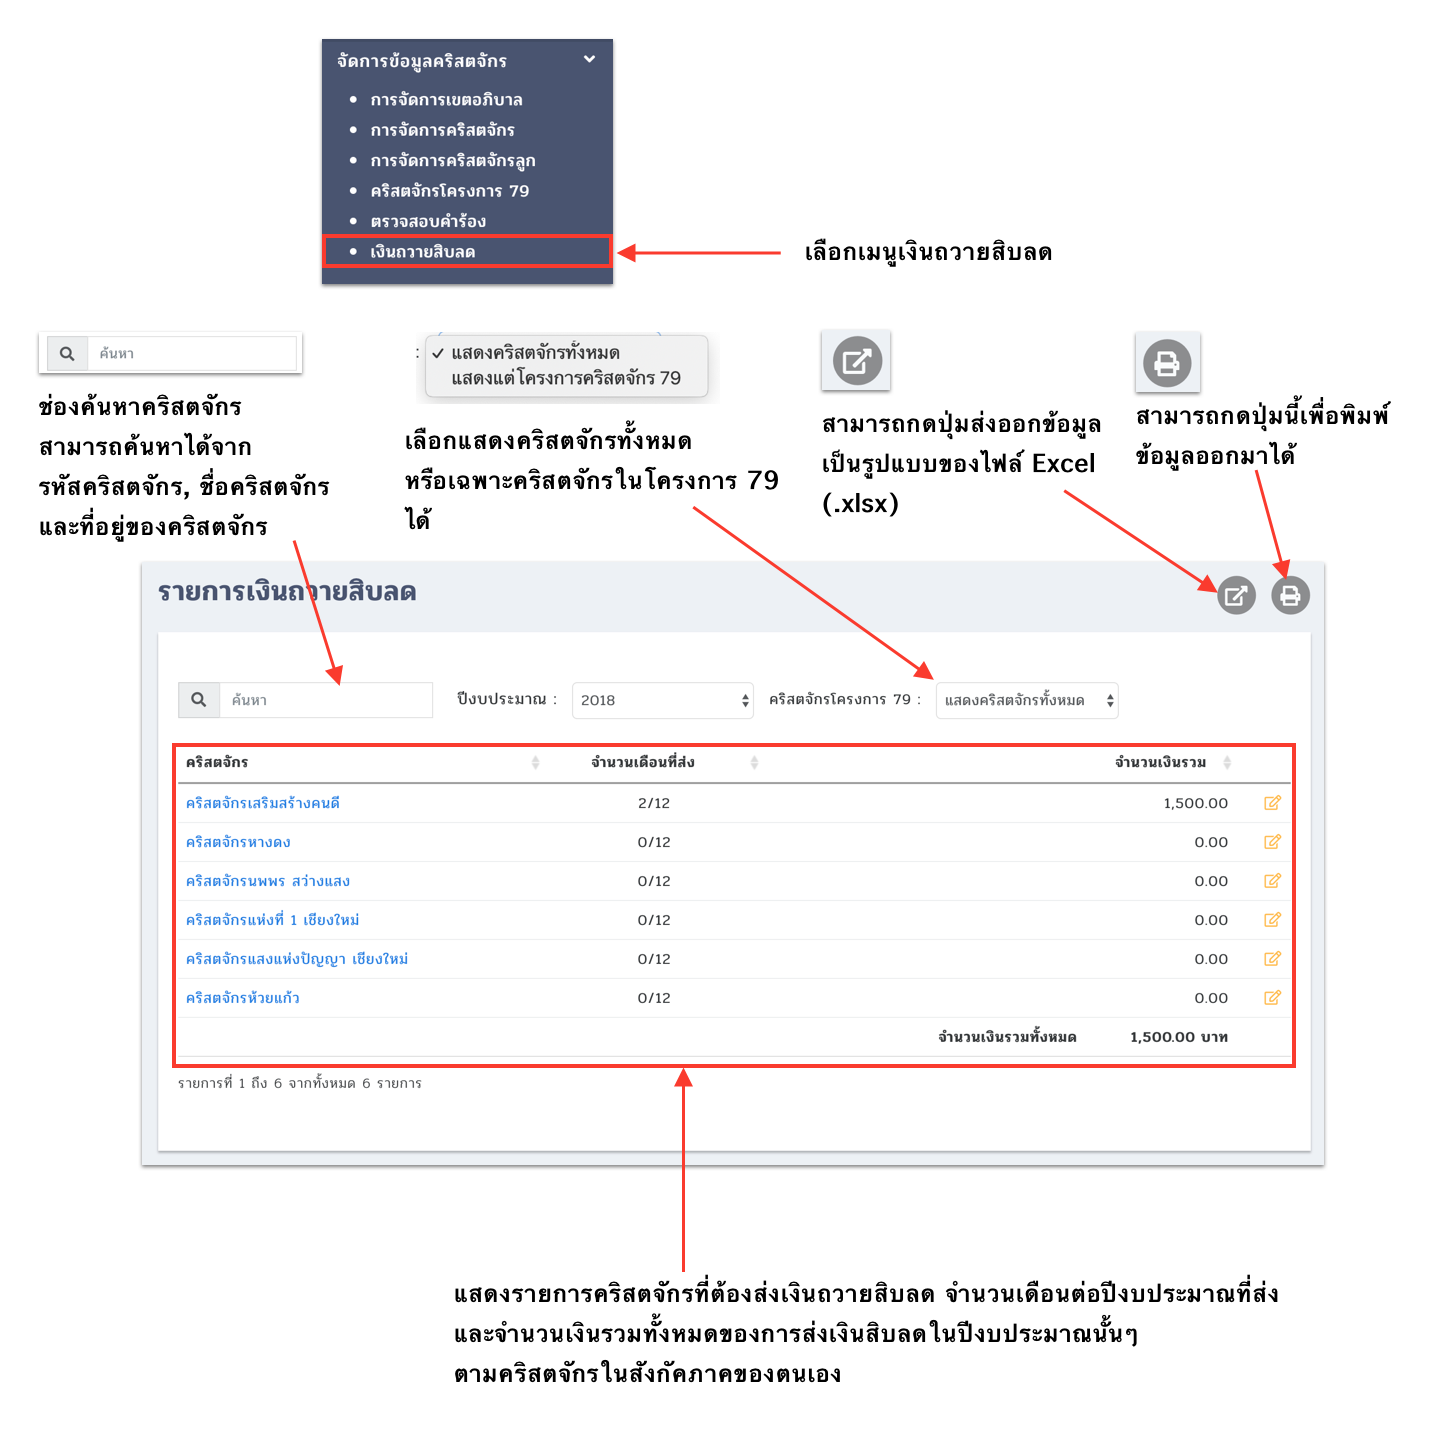 จัดการข้อมูลคริสตจักร
การจัดการเขตอภิบาล
การจัดการคริสตจักร
การจัดการคริสตจักรลูก
คริสตจักรโครงการ 79
ตรวจสอบคำร้อง
เงินถวายสิบลด
เลือกเมนูเงินถวายสิบลด
ค้นหา
ช่องค้นหาคริสตจักร
สามารถค้นหาได้จาก
รหัสคริสตจักร, ชื่อคริสตจักร
และที่อยู่ของคริสตจักร
: ✓ แสดงคริสตจักรทั้งหมด
แสดงแต่โครงการคริสตจักร 79
เลือกแสดงคริสตจักรทั้งหมด
หรือเฉพาะคริสตจักรในโครงการ 79
ได้
สามารถกดปุ่มส่งออกข้อมูล
เป็นรูปแบบของไฟล์ Excel
(.xlsx)
สามารถกดปุ่มนี้เพื่อพิมพ์
ข้อมูลออกมาได้
รายการเงินถวายสิบลด
ค้นหา ปีงบประมาณ : 2018 คริสตจักรโครงการ 79 : แสดงคริสตจักรทั้งหมด
คริสตจักร จำนวนเดือนที่ส่ง จำนวนเงินรวม
คริสตจักรเสริมสร้างคนดี 2/12 1,500.00
คริสตจักรหางดง 0/12 0.00
คริสตจักรนพพร สว่างแสง 0/12 0.00
คริสตจักรแห่งที่ 1 เชียงใหม่ 0/12 0.00
คริสตจักรแสงแห่งปัญญา เชียงใหม่ 0/12 0.00
คริสตจักรห้วยแก้ว 0/12 0.00
จำนวนเงินรวมทั้งหมด 1,500.00 บาท
รายการที่ 1 ถึง 6 จากทั้งหมด 6 รายการ
แสดงรายการคริสตจักรที่ต้องส่งเงินถวายสิบลด จำนวนเดือนต่อปีงบประมาณที่ส่ง
และจำนวนเงินรวมทั้งหมดของการส่งเงินสิบลดในปีงบประมาณนั้นๆ
ตามคริสตจักรในสังกัดภาคของตนเอง